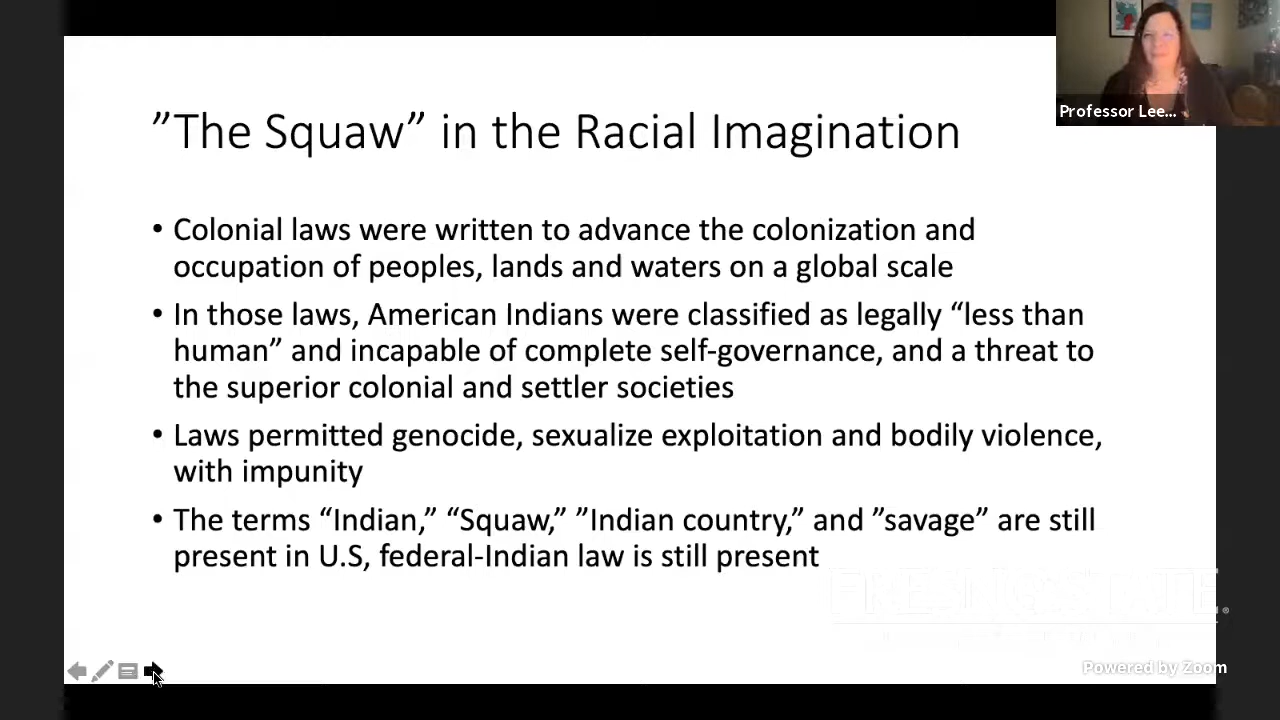 Professor Lee...
”The Squaw” in the Racial Imagination
• Colonial laws were written to advance the colonization and
occupation of peoples, lands and waters on a global scale
• In those laws, American Indians were classified as legally “less than
human” and incapable of complete self-governance, and a threat to
the superior colonial and settler societies
• Laws permitted genocide, sexualize exploitation and bodily violence,
with impunity
• The terms “Indian,” “Squaw,” ”Indian country,” and ”savage” are still
present in U.S, federal-Indian law is still present
FRESNO STATE.
Powered by Zoom